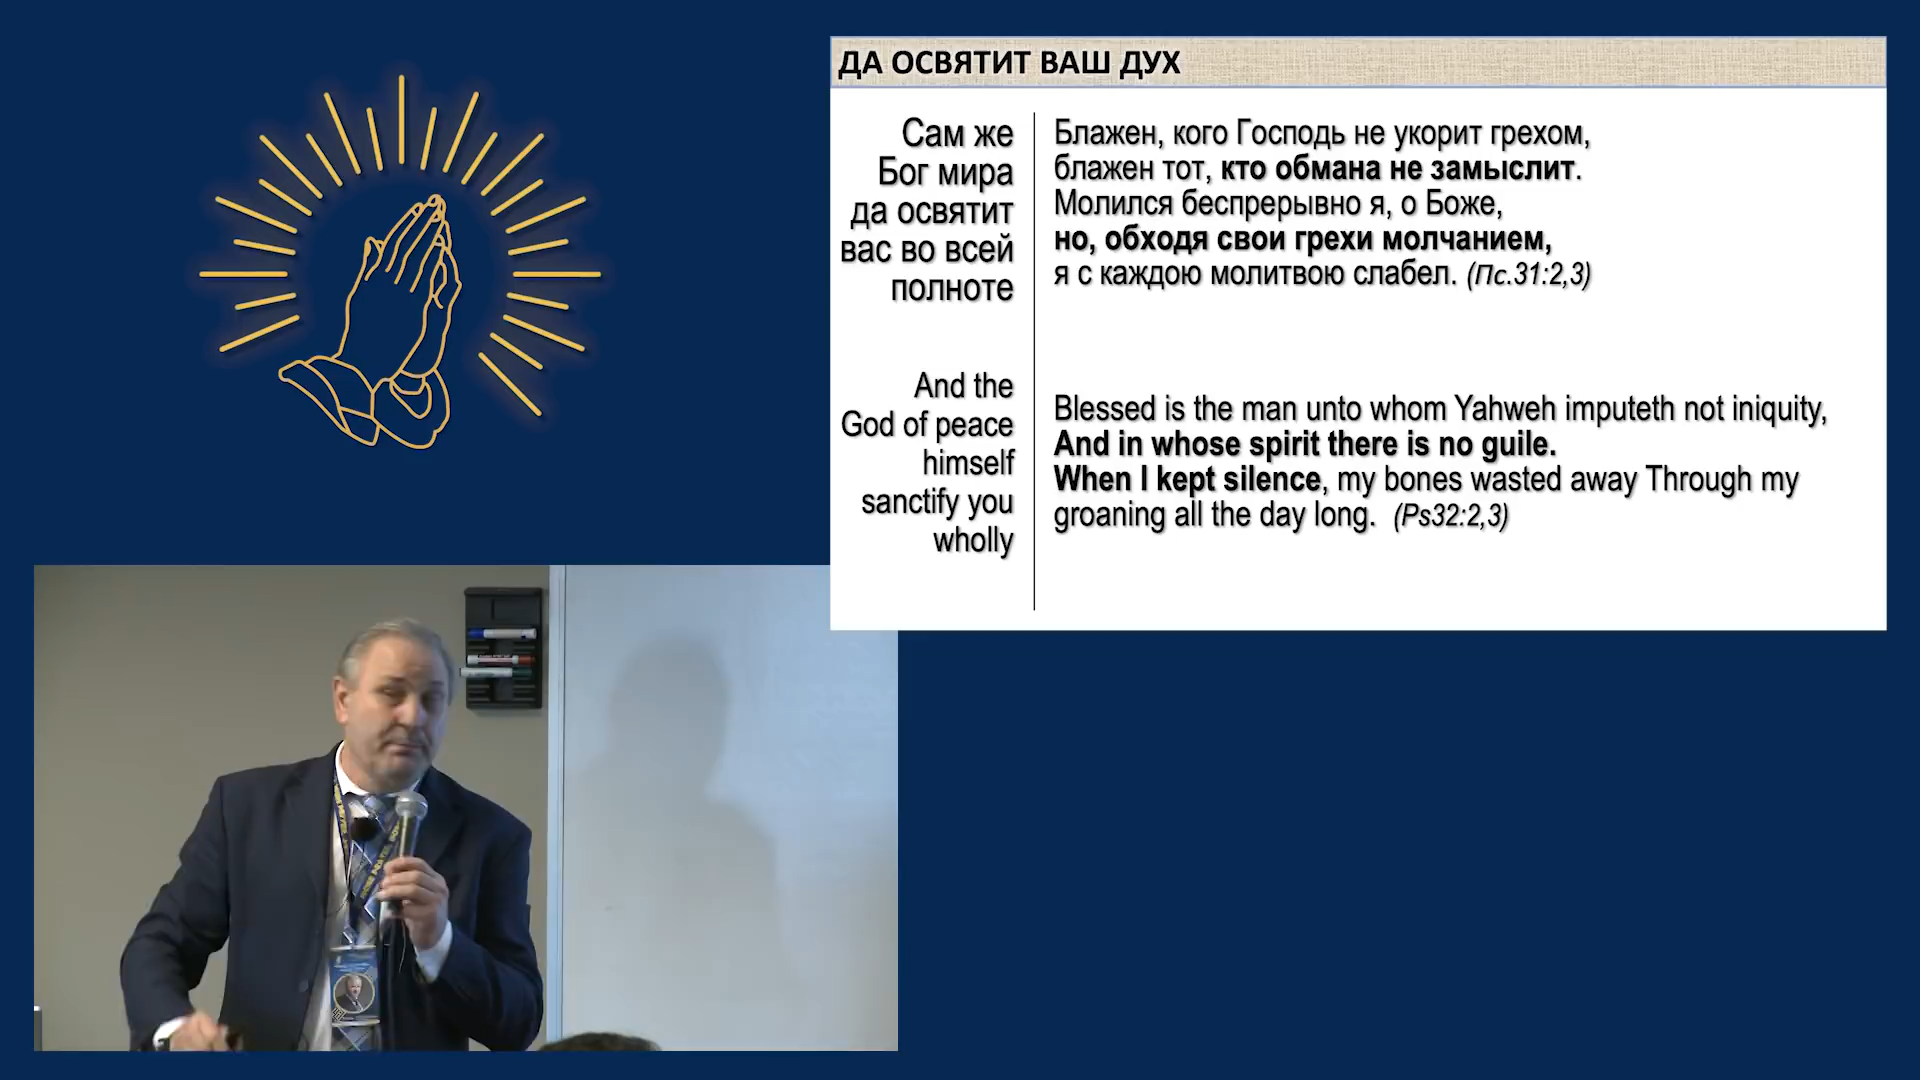 ДА ОСВЯТИТ ВАШ ДУХ
Сам же
Бог мира
да освятит
вас во всей
полноте
And the
God of peace
himself
sanctify you
wholly
Блажен, кого Господь не укорит грехом,
блажен тот, кто обмана не замыслит.
Молился беспрерывно я, о Боже,
но, обходя свои грехи молчанием,
я с каждою молитвою слабел. (Пс.31:2,3)
Blessed is the man unto whom Yahweh imputeth not iniquity,
And in whose spirit there is no guile.
When I kept silence, my bones wasted away Through my
groaning all the day long. (Ps32:2,3)